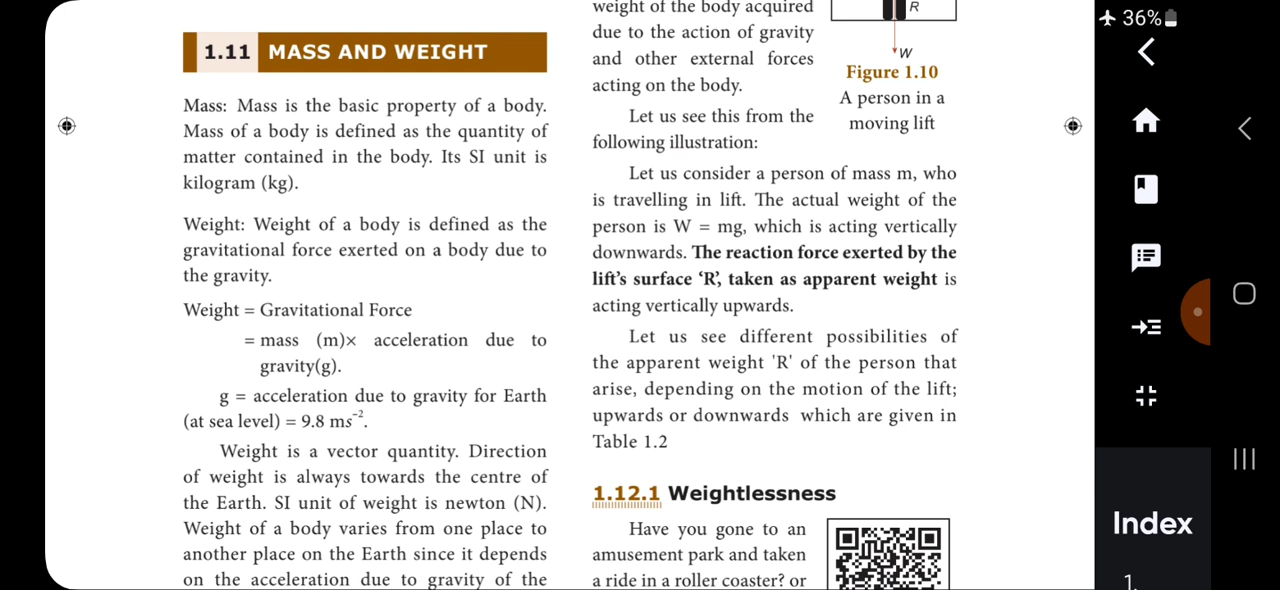 1.11 MASS AND WEIGHT
Mass: Mass is the basic property of a body.
Mass of a body is defined as the quantity of
matter contained in the body. Its SI unit is
kilogram (kg).
Weight: Weight of a body is defined as the
gravitational force exerted on a body due to
the gravity.
Weight = Gravitational Force
= mass (m)× acceleration due to
gravity(g).
g = acceleration due to gravity for Earth
(at sea level) = 9.8 ms⁻².
Weight is a vector quantity. Direction
of weight is always towards the centre of
the Earth. SI unit of weight is newton (N).
Weight of a body varies from one place to
another place on the Earth since it depends
on the acceleration due to gravity of the
weight of the body acquired
due to the action of gravity
and other external forces
acting on the body.
R
W
Figure 1.10
A person in a
moving lift
Let us see this from the
following illustration:
Let us consider a person of mass m, who
is travelling in lift. The actual weight of the
person is W = mg, which is acting vertically
downwards. The reaction force exerted by the
lift's surface ‘R’, taken as apparent weight is
acting vertically upwards.
Let us see different possibilities of
the apparent weight 'R' of the person that
arise, depending on the motion of the lift;
upwards or downwards which are given in
Table 1.2
1.12.1 Weightlessness
Have you gone to an
amusement park and taken
a ride in a roller coaster? or
36%
Index
1.